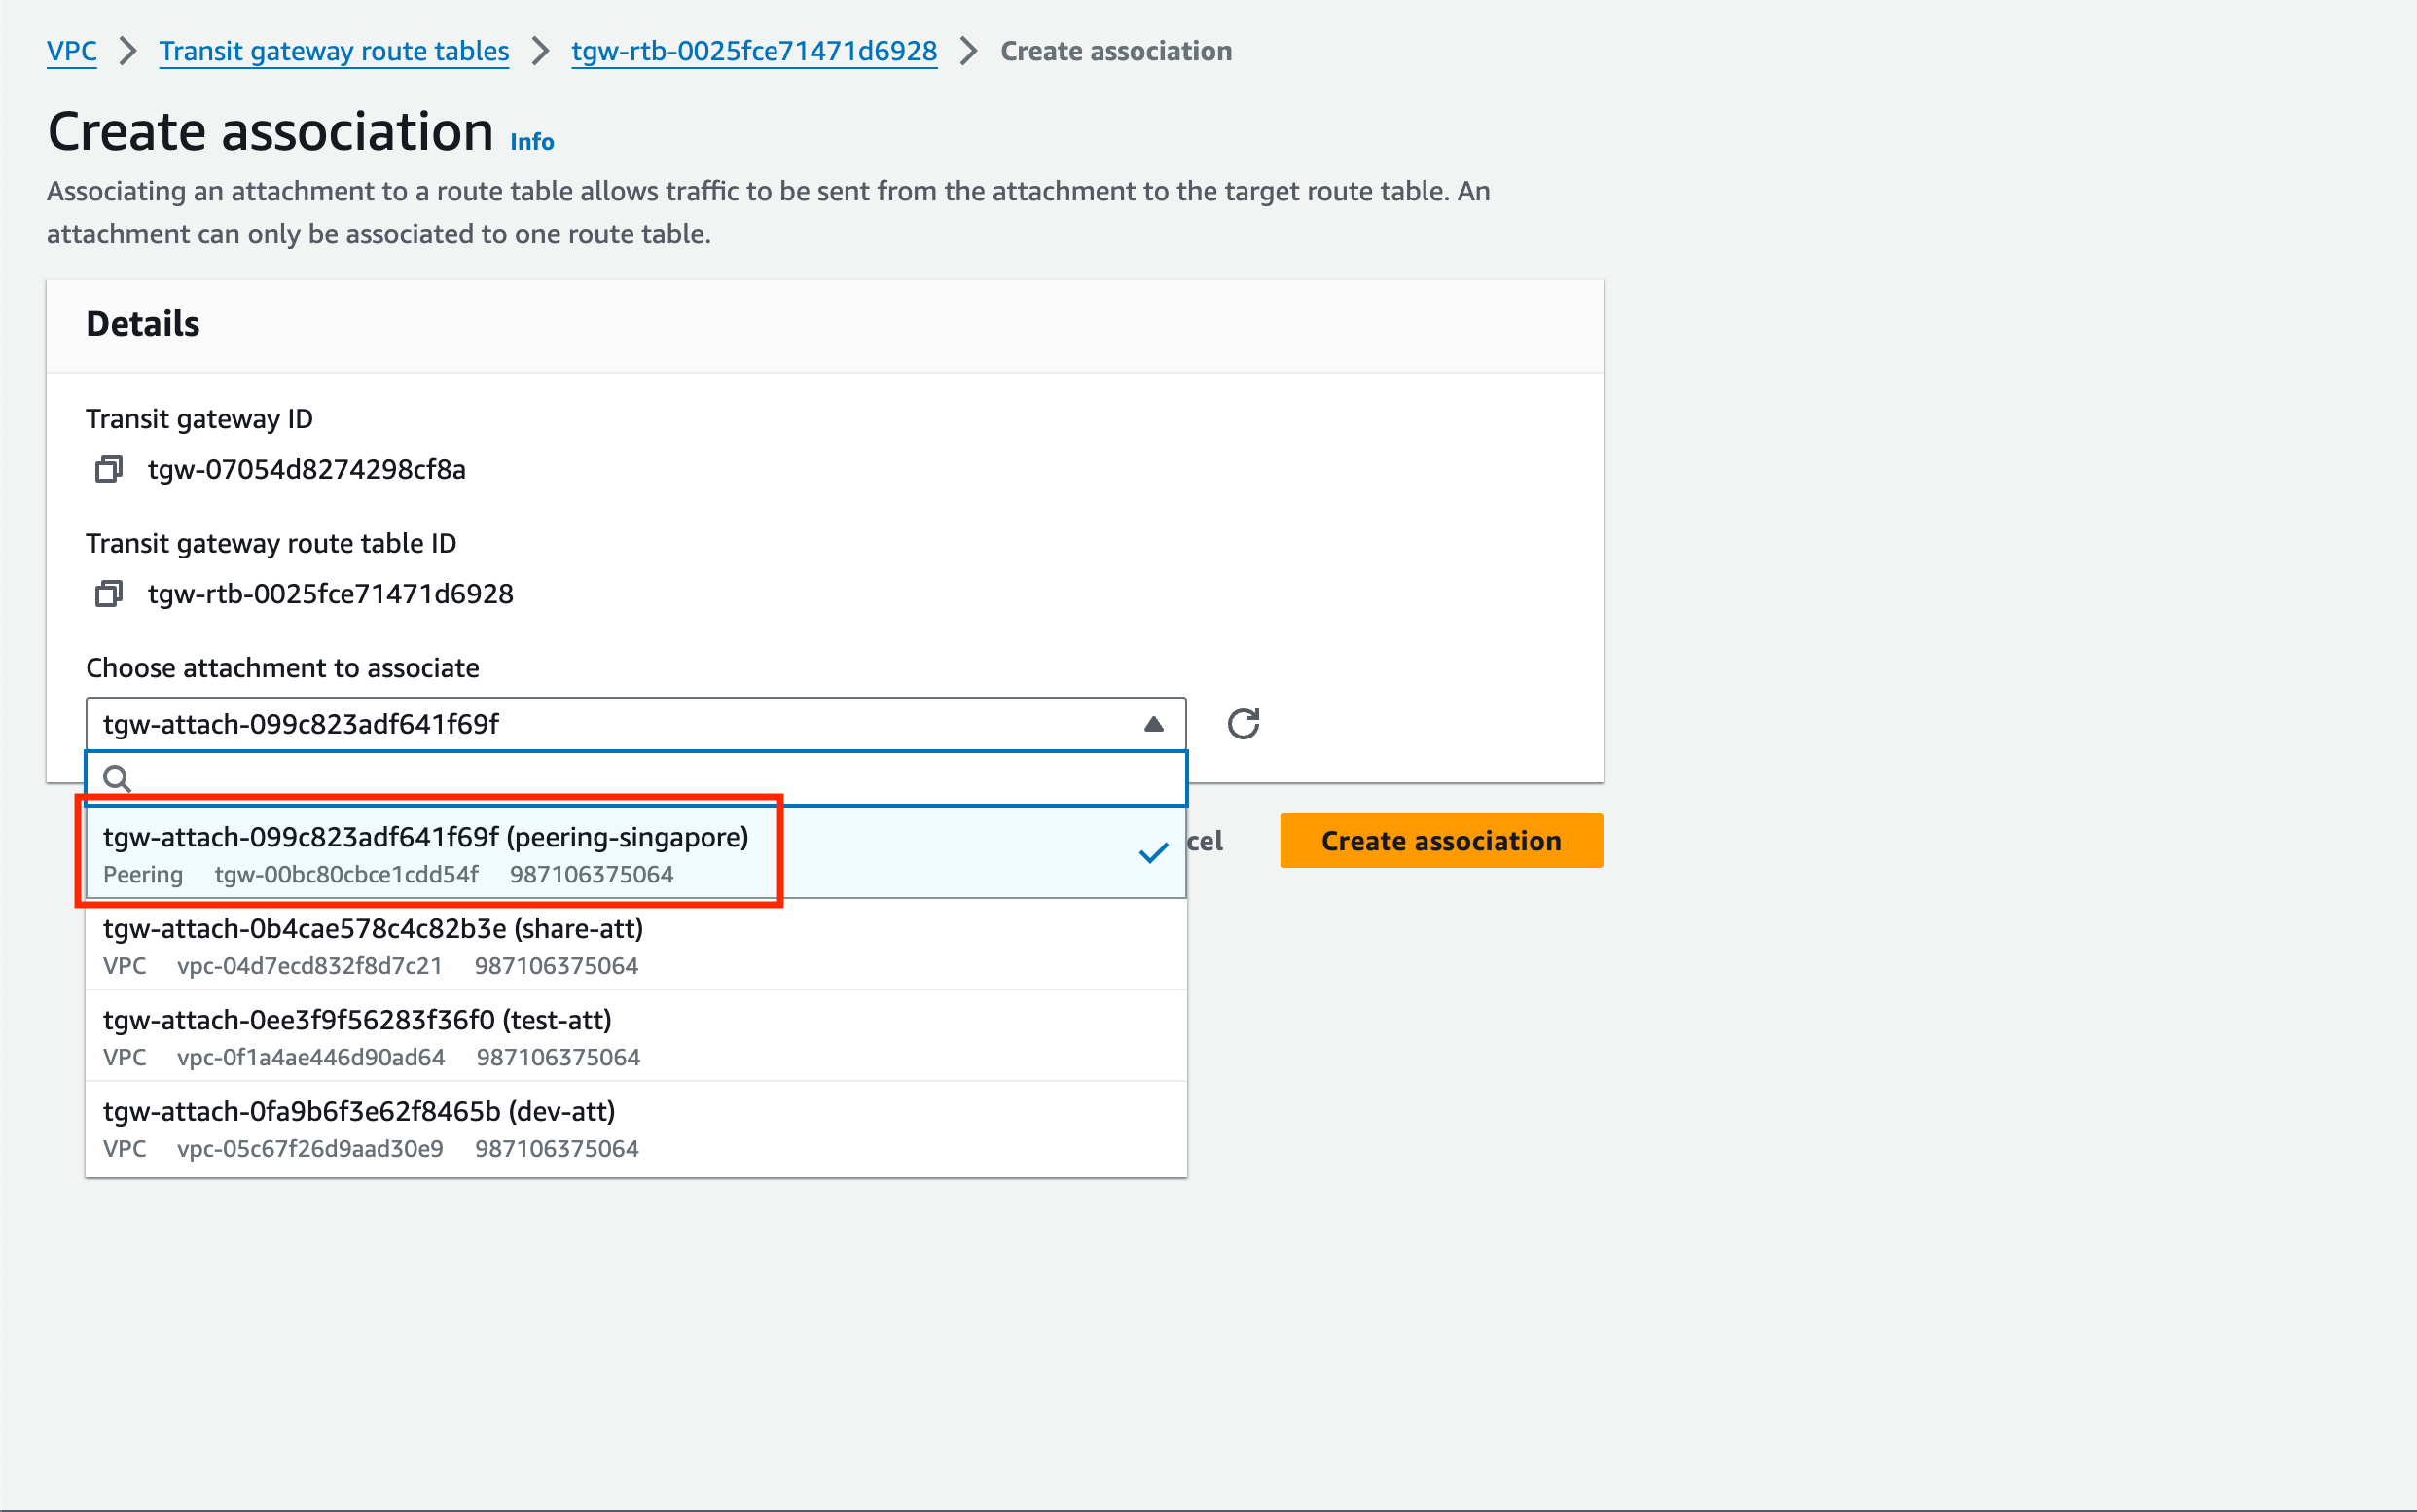 VPC > Transit gateway route tables > tgw-rtb-0025fce71471d6928 > Create association
Create association Info
Associating an attachment to a route table allows traffic to be sent from the attachment to the target route table. An
attachment can only be associated to one route table.
Details
Transit gateway ID
tgw-07054d8274298cf8a
Transit gateway route table ID
tgw-rtb-0025fce71471d6928
Choose attachment to associate
tgw-attach-099c823adf641f69f
tgw-attach-099c823adf641f69f (peering-singapore)
Peering tgw-00bc80cbce1cdd54f 987106375064
cel
Create association
tgw-attach-0b4cae578c4c82b3e (share-att)
VPC vpc-04d7ecd832f8d7c21 987106375064
tgw-attach-0ee3f9f56283f36f0 (test-att)
VPC vpc-0f1a4ae446d90ad64 987106375064
tgw-attach-0fa9b6f3e62f8465b (dev-att)
VPC vpc-05c67f26d9aad30e9 987106375064